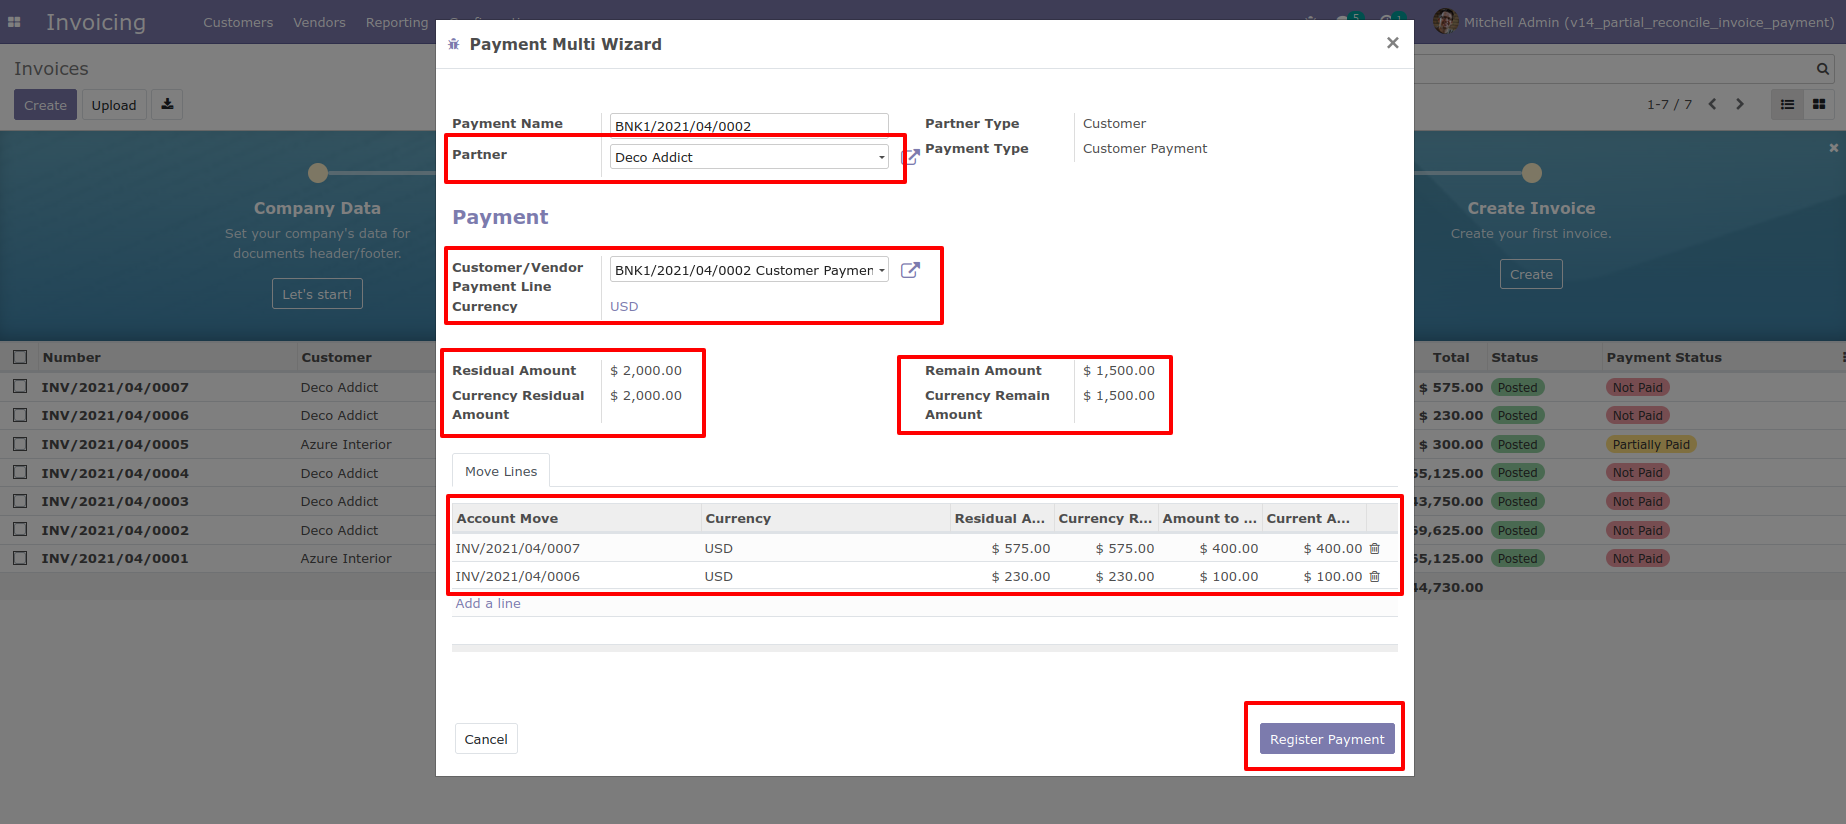 Invoicing Customers Vendors Reporting 5 1 Mitchell Admin (v14_partial_reconcile_invoice_payment)
Payment Multi Wizard ×
Invoices
Create Upload 1-7 / 7
Payment Name BNK1/2021/04/0002 Partner Type Customer
Partner Deco Addict Payment Type Customer Payment
Company Data
Set your company's data for
documents header/footer.
Let's start!
Create Invoice
Create your first invoice.
Create
Payment
Customer/Vendor
Payment Line BNK1/2021/04/0002 Customer Paymen
Currency USD
Residual Amount $ 2,000.00 Remain Amount $ 1,500.00
Currency Residual
Amount $ 2,000.00 Currency Remain
Amount $ 1,500.00
Move Lines
Account Move Currency Residual A... Currency R... Amount to ... Current A...
INV/2021/04/0007 USD $ 575.00 $ 575.00 $ 400.00 $ 400.00
INV/2021/04/0006 USD $ 230.00 $ 230.00 $ 100.00 $ 100.00
Add a line
Cancel Register Payment
Number Customer Total Status Payment Status
INV/2021/04/0007 Deco Addict $ 575.00 Posted Not Paid
INV/2021/04/0006 Deco Addict $ 230.00 Posted Not Paid
INV/2021/04/0005 Azure Interior $ 300.00 Posted Partially Paid
INV/2021/04/0004 Deco Addict 5,125.00 Posted Not Paid
INV/2021/04/0003 Deco Addict 3,750.00 Posted Not Paid
INV/2021/04/0002 Deco Addict 9,625.00 Posted Not Paid
INV/2021/04/0001 Azure Interior 5,125.00 Posted Not Paid
4,730.00